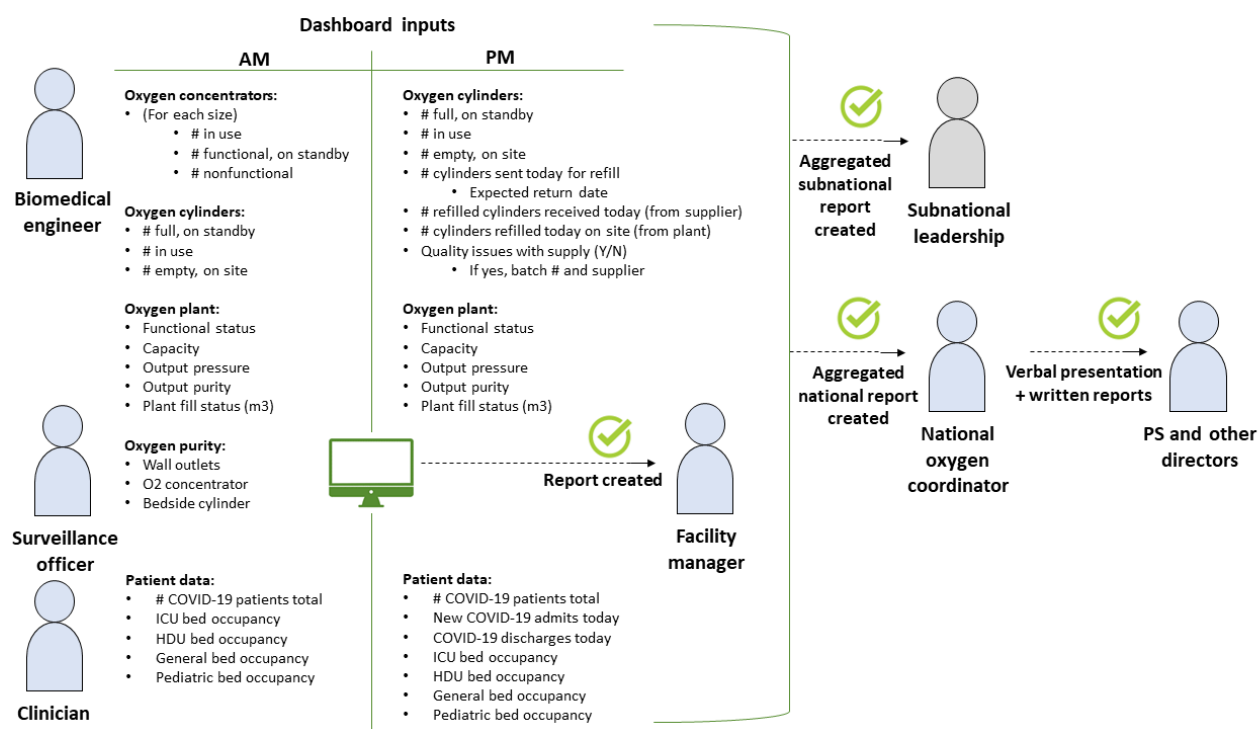 Dashboard inputs
AM
PM
Biomedical
engineer
Oxygen concentrators:
• (For each size)
• # in use
• # functional, on standby
• # nonfunctional
Oxygen cylinders:
• # full, on standby
• # in use
• # empty, on site
Oxygen plant:
• Functional status
• Capacity
• Output pressure
• Output purity
• Plant fill status (m3)
Surveillance
officer
Oxygen purity:
• Wall outlets
• O2 concentrator
• Bedside cylinder
Clinician
Patient data:
• # COVID-19 patients total
• ICU bed occupancy
• HDU bed occupancy
• General bed occupancy
• Pediatric bed occupancy
Oxygen cylinders:
• # full, on standby
• # in use
• # empty, on site
• # cylinders sent today for refill
• Expected return date
• # refilled cylinders received today (from supplier)
• # cylinders refilled today on site (from plant)
• Quality issues with supply (Y/N)
• If yes, batch # and supplier
Oxygen plant:
• Functional status
• Capacity
• Output pressure
• Output purity
• Plant fill status (m3)
Report created
Facility
manager
Patient data:
• # COVID-19 patients total
• New COVID-19 admits today
• COVID-19 discharges today
• ICU bed occupancy
• HDU bed occupancy
• General bed occupancy
• Pediatric bed occupancy
Aggregated
subnational
report
created
Subnational
leadership
Aggregated
national report
created
National
oxygen
coordinator
Verbal presentation
+ written reports
PS and other
directors